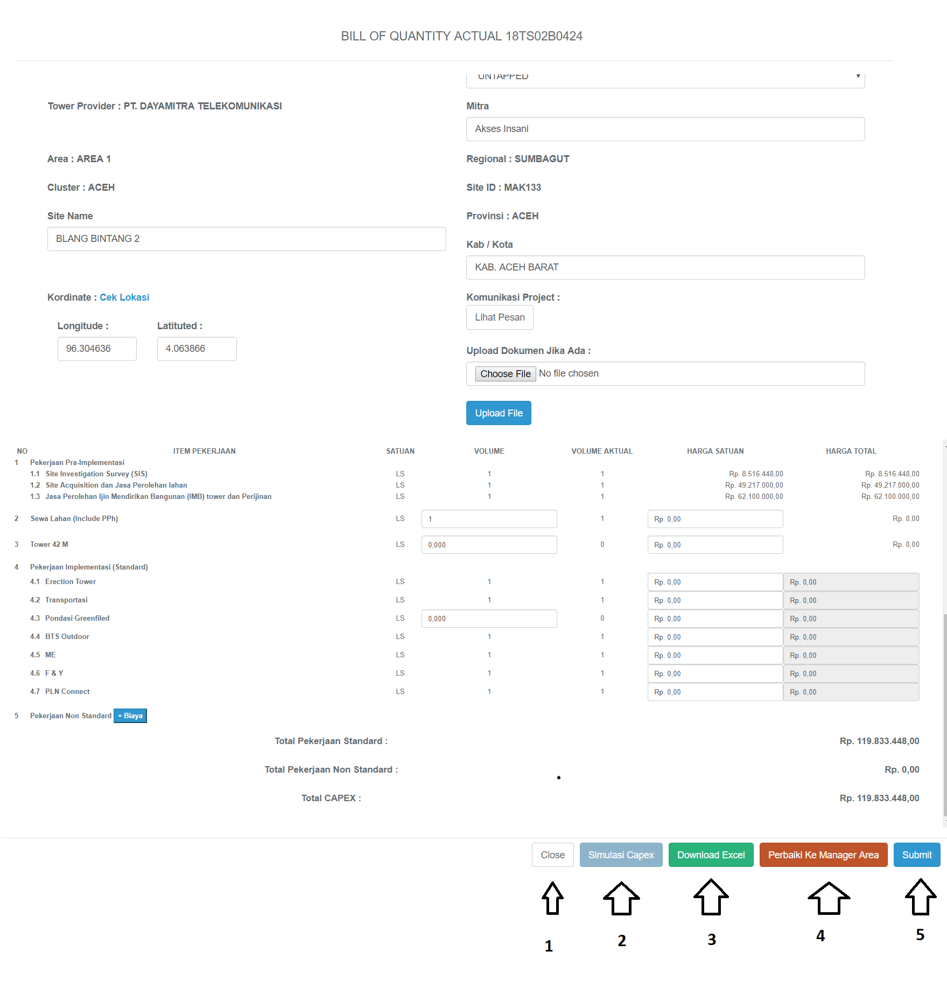 BILL OF QUANTITY ACTUAL 18TS02B0424
UNTAPPED
Tower Provider : PT. DAYAMITRA TELEKOMUNIKASI
Mitra
Akses Insani
Area : AREA 1
Regional : SUMBAGUT
Cluster : ACEH
Site ID : MAK133
Site Name
Provinsi : ACEH
BLANG BINTANG 2
Kab / Kota
KAB. ACEH BARAT
Kordinate : Cek Lokasi
Komunikasi Project :
Lihat Pesan
Longitude : Latituted :
96.304636 4.063866
Upload Dokumen Jika Ada :
Choose File No file chosen
Upload File
NO ITEM PEKERJAAN SATUAN VOLUME VOLUME AKTUAL HARGA SATUAN HARGA TOTAL
1 Pekerjaan Pra-Implementasi
1.1 Site Investigation Survey (SIS) LS 1 1 Rp. 8.516.448,00 Rp. 8.516.448,00
1.2 Site Acquisition dan Jasa Perolehan lahan LS 1 1 Rp. 49.217.000,00 Rp. 49.217.000,00
1.3 Jasa Perolehan Ijin Mendirikan Bangunan (IMB) tower dan Perijinan LS 1 1 Rp. 62.100.000,00 Rp. 62.100.000,00
2 Sewa Lahan (Include PPh) LS 1 1 Rp. 0,00 Rp. 0,00
3 Tower 42 M LS 0,000 0 Rp. 0,00 Rp. 0,00
4 Pekerjaan Implementasi (Standard)
4.1 Erection Tower LS 1 1 Rp. 0,00 Rp. 0,00
4.2 Transportasi LS 1 1 Rp. 0,00 Rp. 0,00
4.3 Pondasi Greenfiled LS 0,000 0 Rp. 0,00 Rp. 0,00
4.4 BTS Outdoor LS 1 1 Rp. 0,00 Rp. 0,00
4.5 ME LS 1 1 Rp. 0,00 Rp. 0,00
4.6 F & Y LS 1 1 Rp. 0,00 Rp. 0,00
4.7 PLN Connect LS 1 1 Rp. 0,00 Rp. 0,00
5 Pekerjaan Non Standard + Biaya
Total Pekerjaan Standard : Rp. 119.833.448,00
Total Pekerjaan Non Standard : Rp. 0,00
Total CAPEX : Rp. 119.833.448,00
Close Simulasi Capex Download Excel Perbaiki Ke Manager Area Submit
1 2 3 4 5